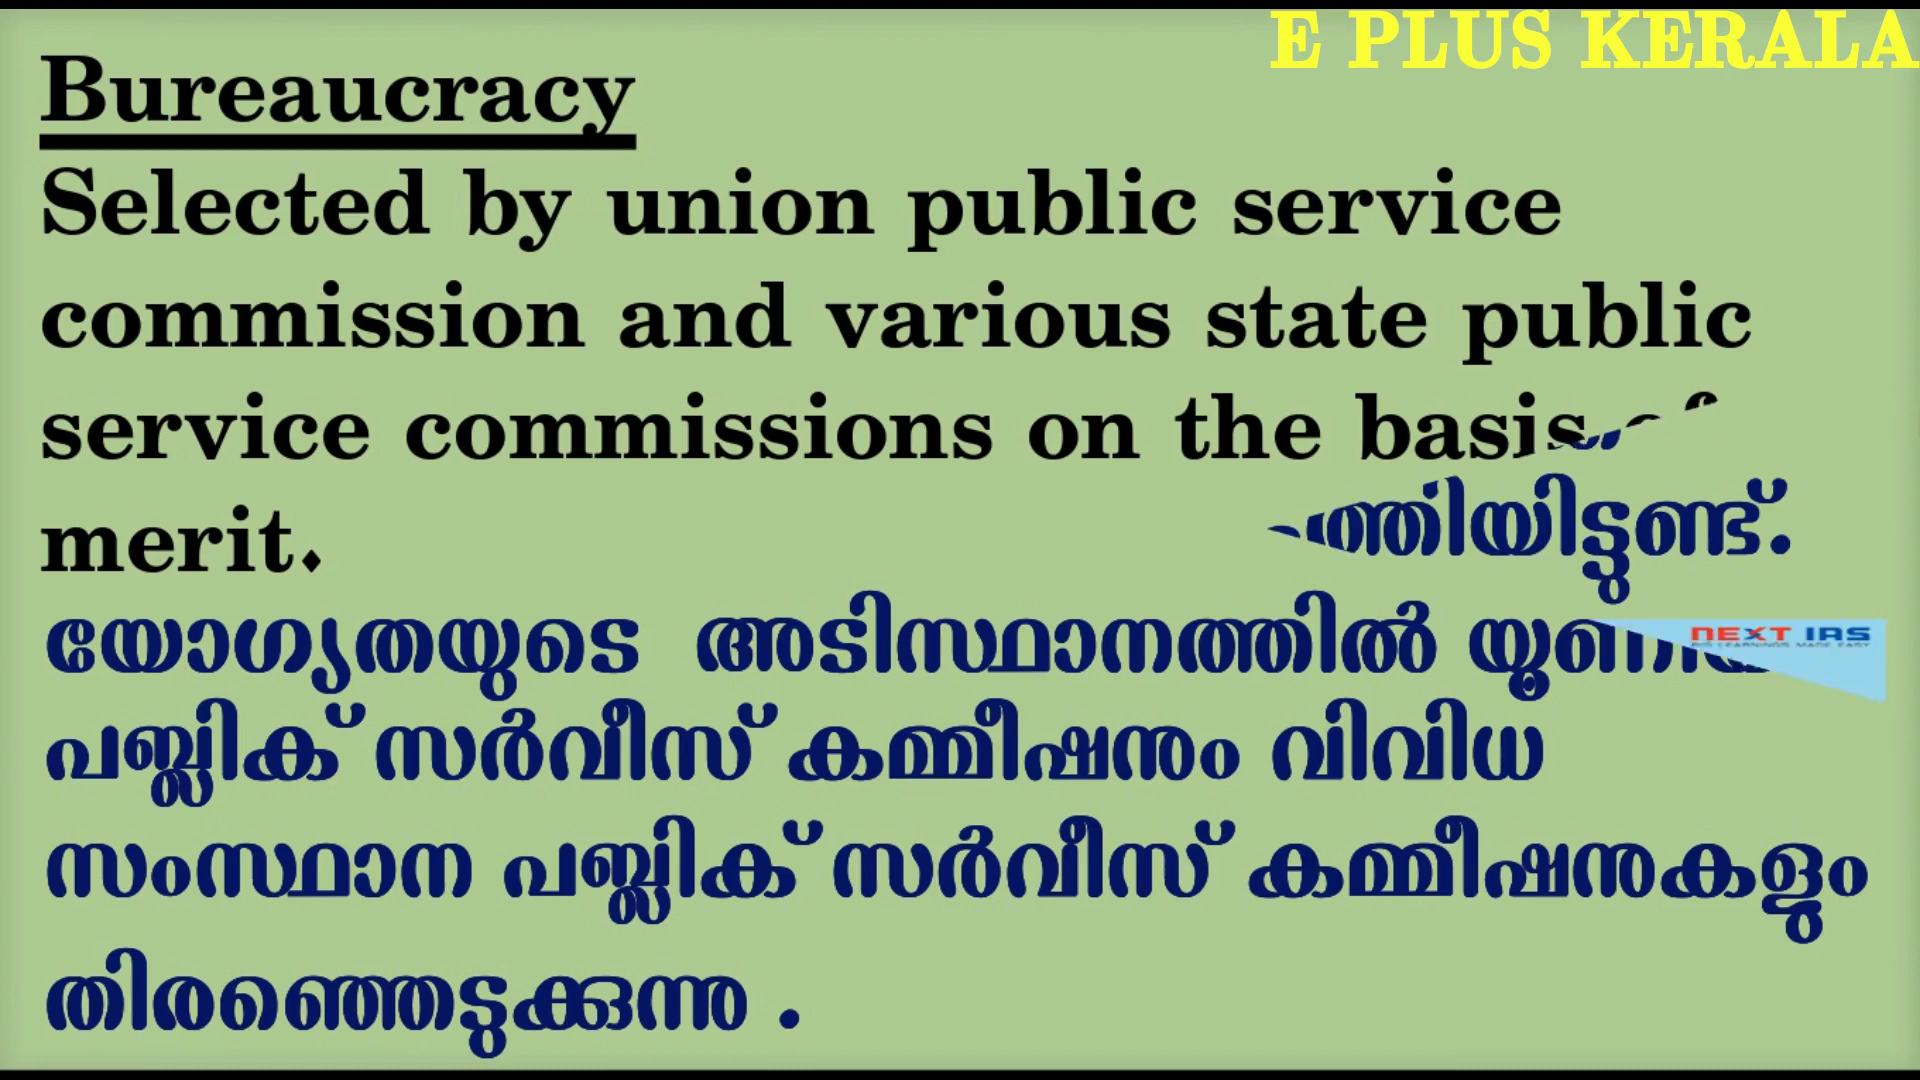 E PLUS KERALA
Bureaucracy
Selected by union public service
commission and various state public
service commissions on the basis
merit.
യോഗ്യതയുടെ അടിസ്ഥാനത്തിൽ
NEXT IAS
പബ്ലിക് സർവീസ് കമ്മീഷനും വിവിധ
സംസ്ഥാന പബ്ലിക് സർവീസ് കമ്മീഷനുകളും
തിരഞ്ഞെടുക്കുന്നു .